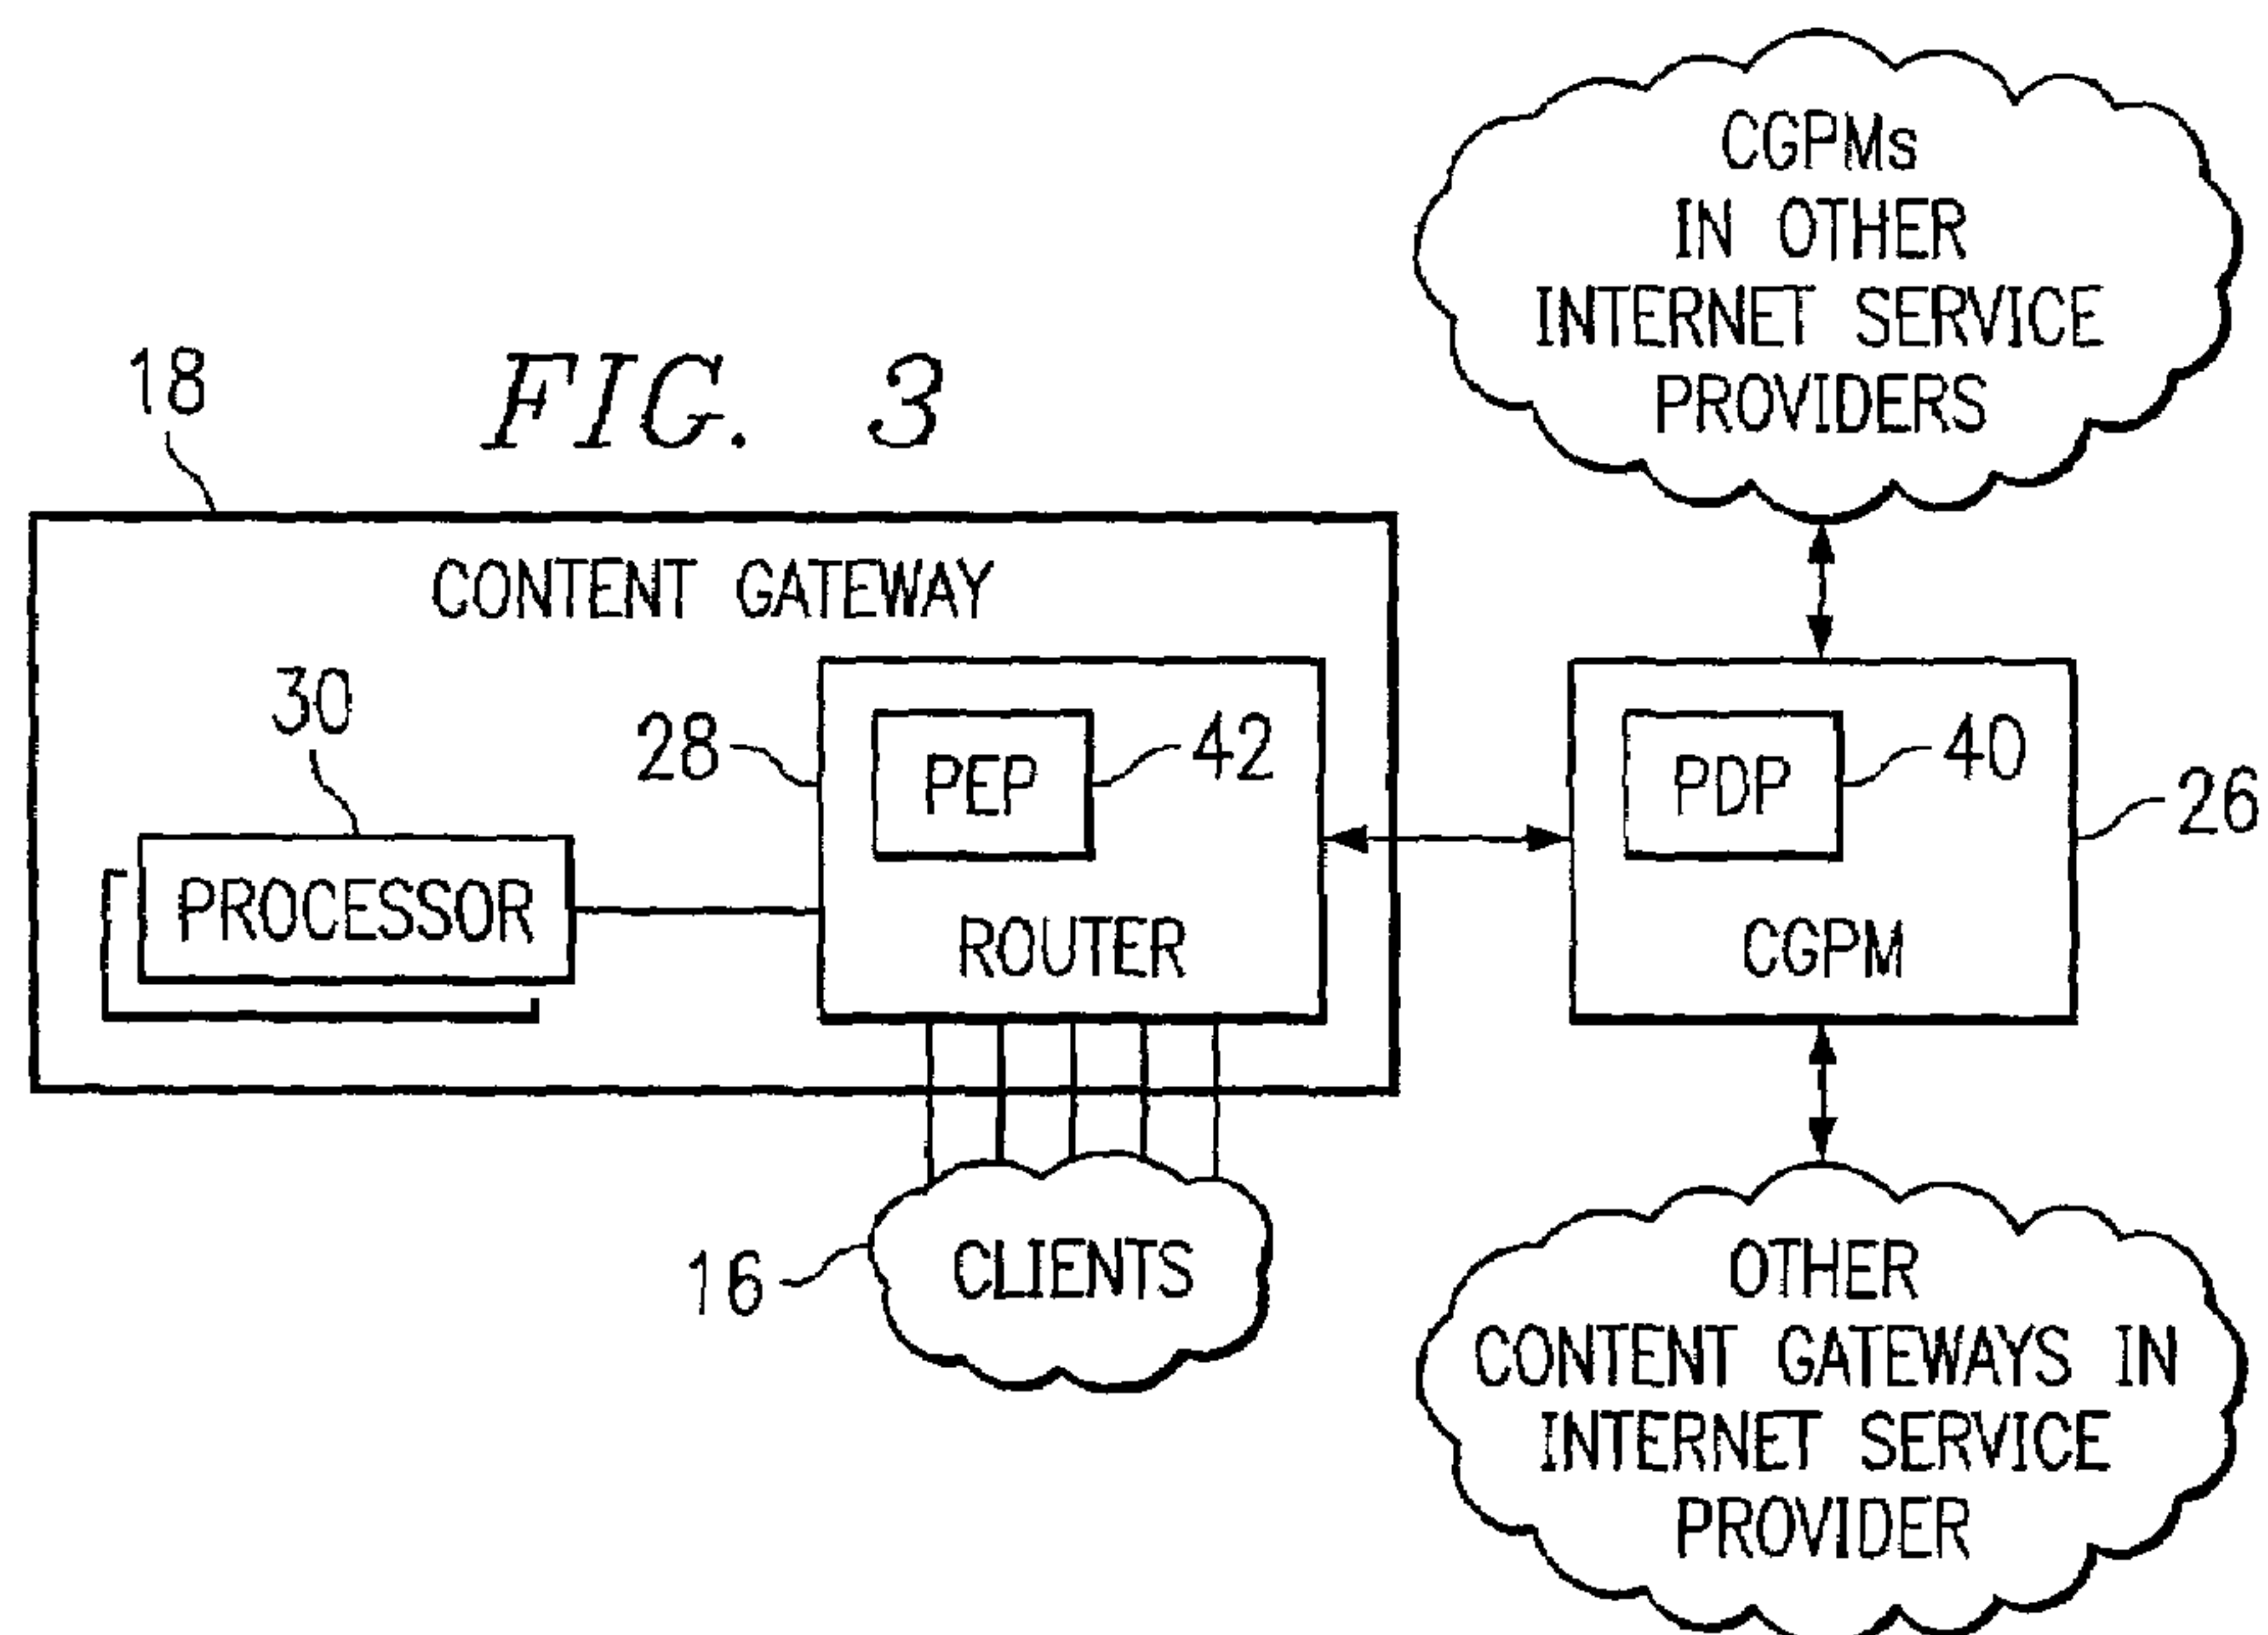 CGPMs
IN OTHER
INTERNET SERVICE
PROVIDERS
18
FIG. 3
CONTENT GATEWAY
30
28
PEP
42
PDP
40
26
PROCESSOR
ROUTER
CGPM
16
CLIENTS
OTHER
CONTENT GATEWAYS IN
INTERNET SERVICE
PROVIDER